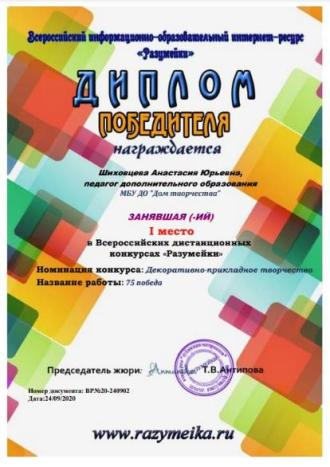 Всероссийский информационно-образовательный интернет-ресурс
«Разумейки»
ДИПЛОМ
ПОБЕДИТЕЛЯ
награждается
Шиховцева Анастасия Юрьевна,
педагог дополнительного образования
МБУ ДО "Дом творчества"
ЗАНЯВШАЯ (-ИЙ)
I место
в Всероссийских дистанционных
конкурсах «Разумейки»
Номинация конкурса: Декоративно-прикладное творчество
Название работы: 75 победа
Председатель жюри: Т.В.Антипова
Номер документа: ВР№20-240902
Дата:24/09/2020
www.razymeika.ru